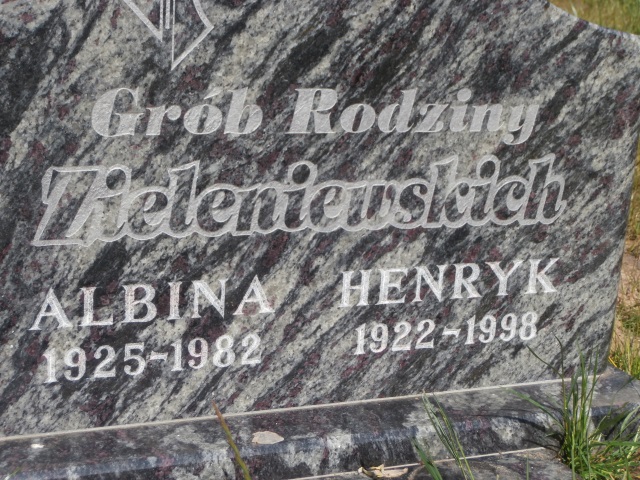 Grób Rodziny
Zieleniewskich
ALBINA HENRYK
1925-1982 1922-1998